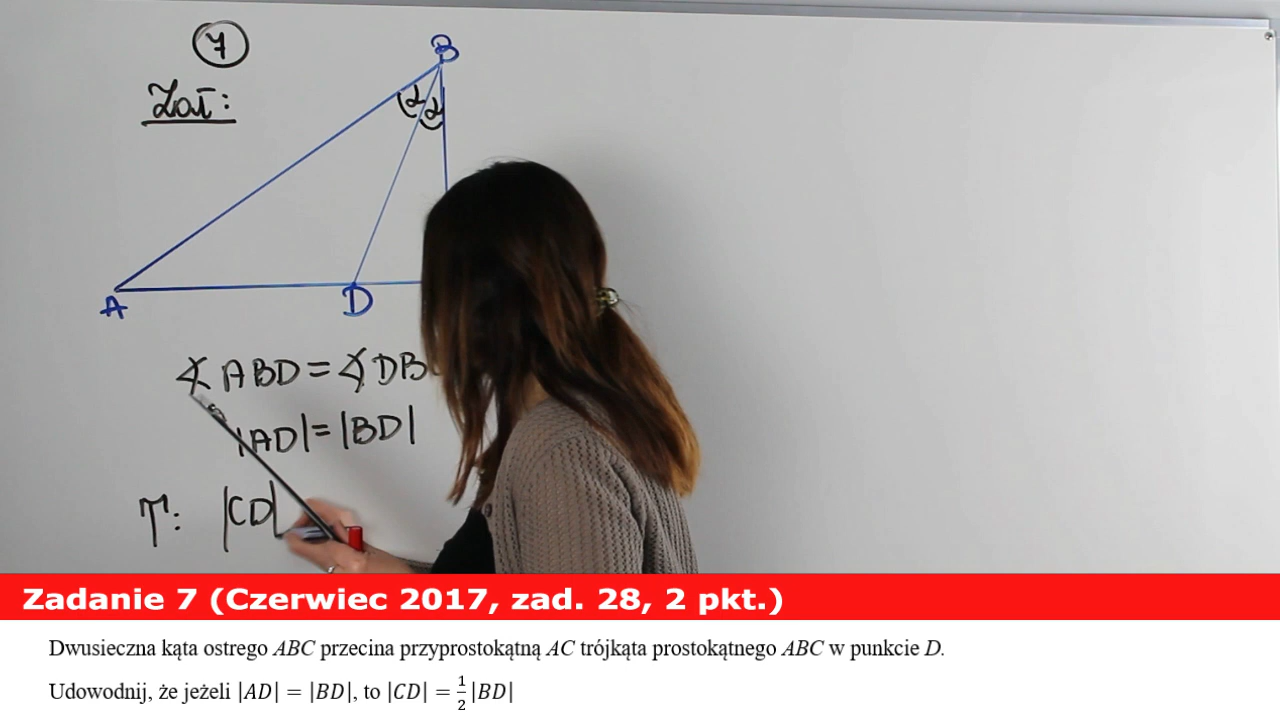 7
Zał:
B
α α
A
D
∢ABD = ∢DB
|AD| = |BD|
T: |CD|
Zadanie 7 (Czerwiec 2017, zad. 28, 2 pkt.)
Dwusieczna kąta ostrego ABC przecina przyprostokątną AC trójkąta prostokątnego ABC w punkcie D.
Udowodnij, że jeżeli |AD| = |BD|, to |CD| = 1/2 |BD|